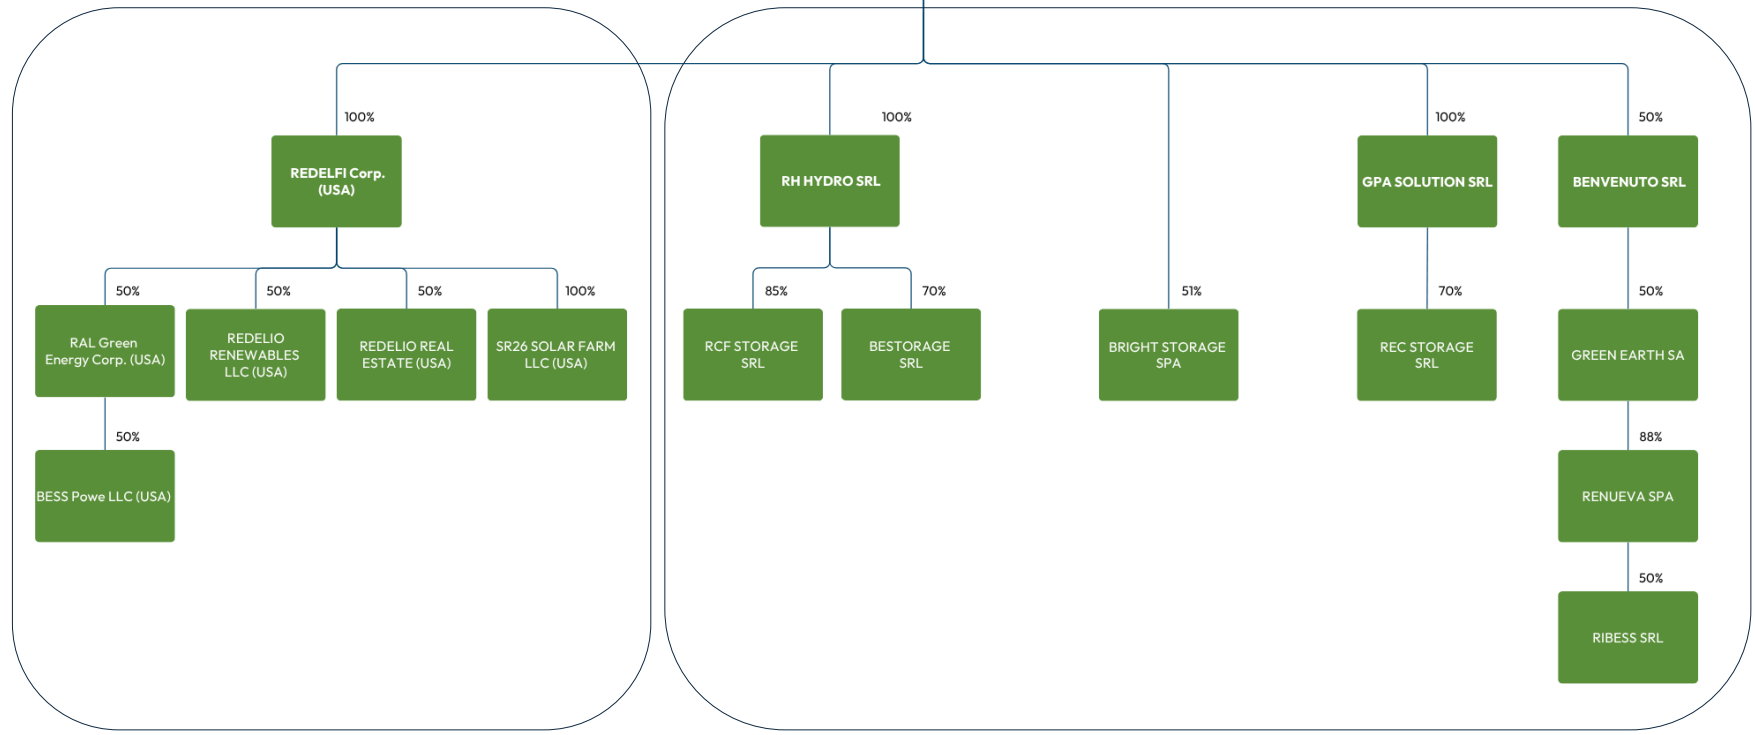 100%
REDELFI Corp.
(USA)
50%
RAL Green
Energy Corp. (USA)
50%
BESS Powe LLC (USA)
50%
REDELIO
RENEWABLES
LLC (USA)
50%
REDELIO REAL
ESTATE (USA)
100%
SR26 SOLAR FARM
LLC (USA)
100%
RH HYDRO SRL
85%
RCF STORAGE
SRL
70%
BESTORAGE
SRL
51%
BRIGHT STORAGE
SPA
100%
GPA SOLUTION SRL
70%
REC STORAGE
SRL
50%
BENVENUTO SRL
50%
GREEN EARTH SA
88%
RENUEVA SPA
50%
RIBESS SRL